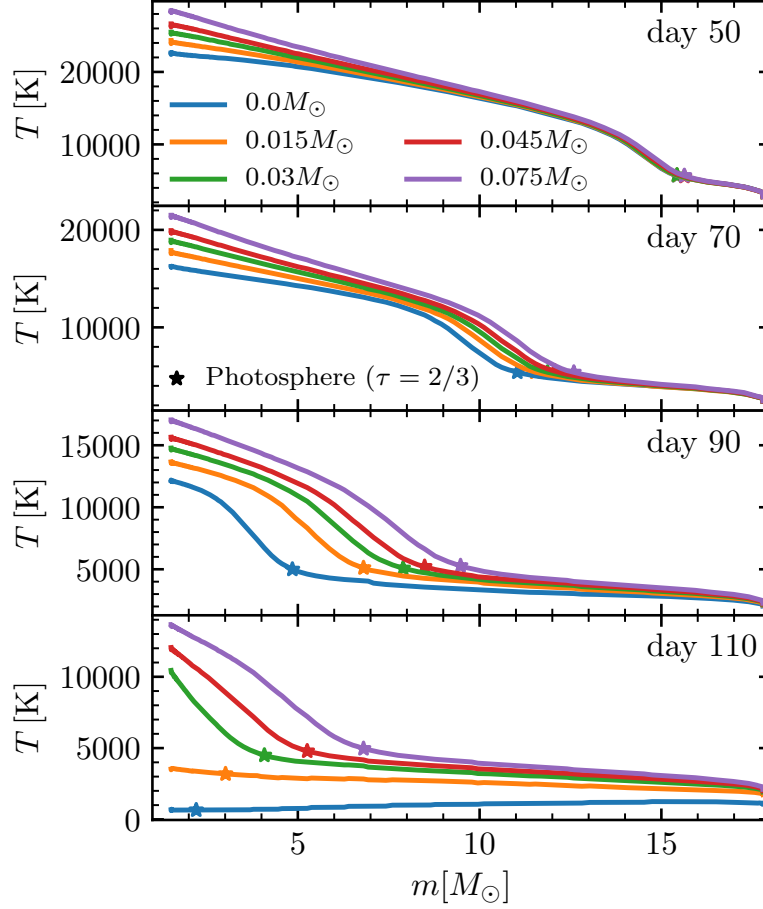 day 50
T [K]
20000
10000
0.0M⊙
0.015M⊙
0.03M⊙
0.045M⊙
0.075M⊙
day 70
T [K]
20000
10000
Photosphere (τ = 2/3)
day 90
T [K]
15000
10000
5000
day 110
T [K]
10000
5000
0
5
10
15
m[M⊙]